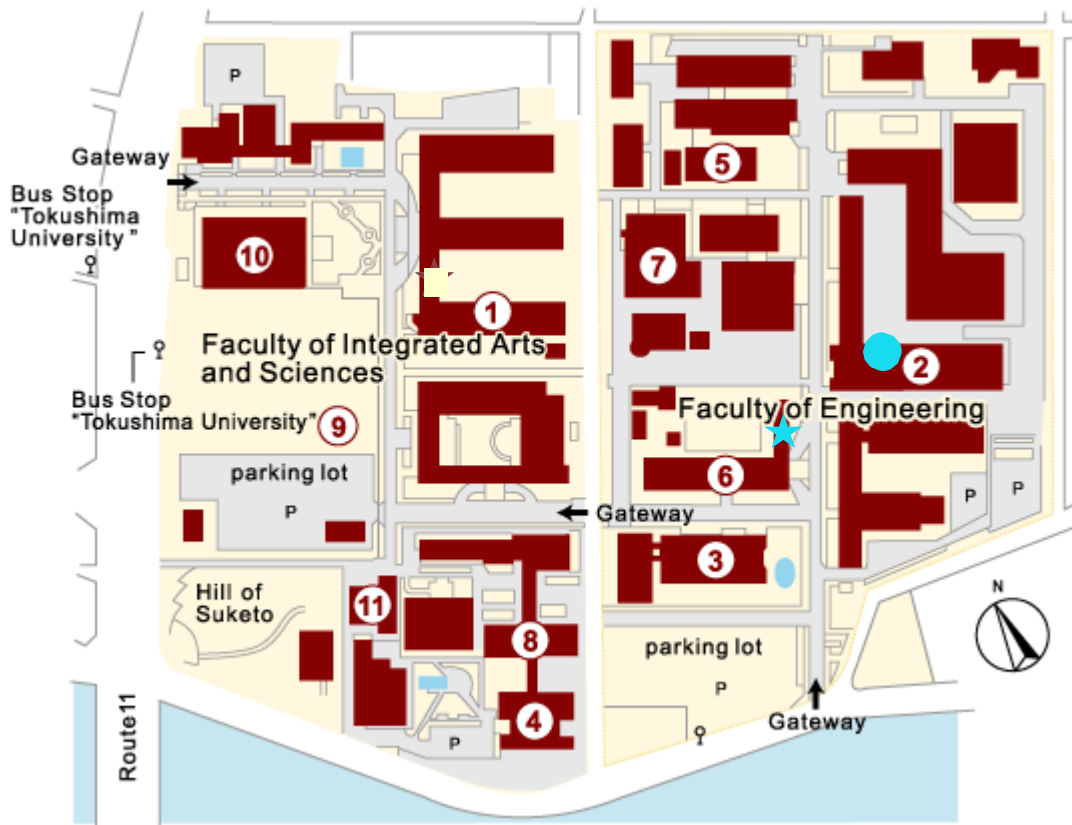 P
Gateway
Bus Stop
"Tokushima
University"
10
1
5
7
2
Faculty of Integrated Arts
and Sciences
Bus Stop
"Tokushima University"
9
Faculty of Engineering
parking lot
P
6
P
P
Gateway
3
Hill of
Suketo
11
8
N
parking lot
P
4
P
Gateway
Route11